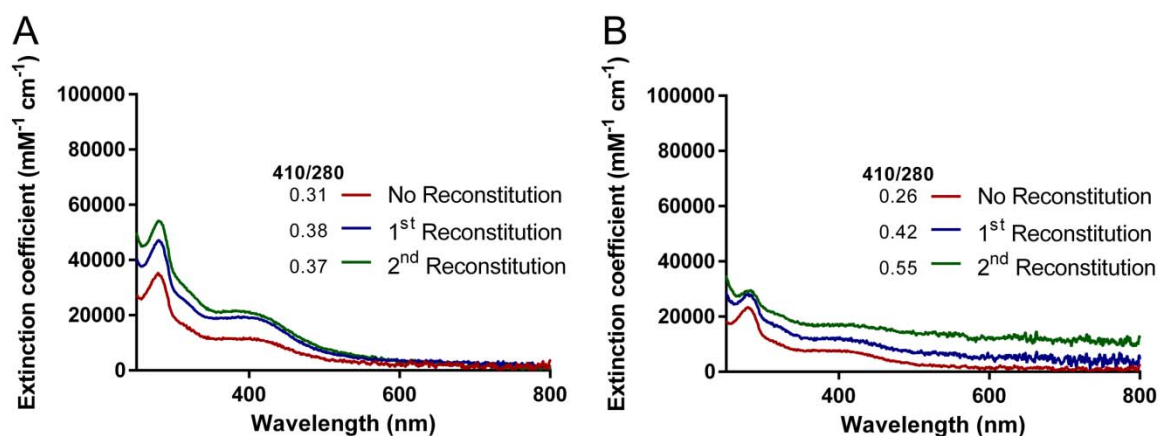 A
Extinction coefficient (mM⁻¹ cm⁻¹)
100000
80000
60000
40000
20000
0
410/280
0.31 No Reconstitution
0.38 1st Reconstitution
0.37 2nd Reconstitution
400 600 800
Wavelength (nm)
B
Extinction coefficient (mM⁻¹ cm⁻¹)
100000
80000
60000
40000
20000
0
410/280
0.26 No Reconstitution
0.42 1st Reconstitution
0.55 2nd Reconstitution
400 600 800
Wavelength (nm)